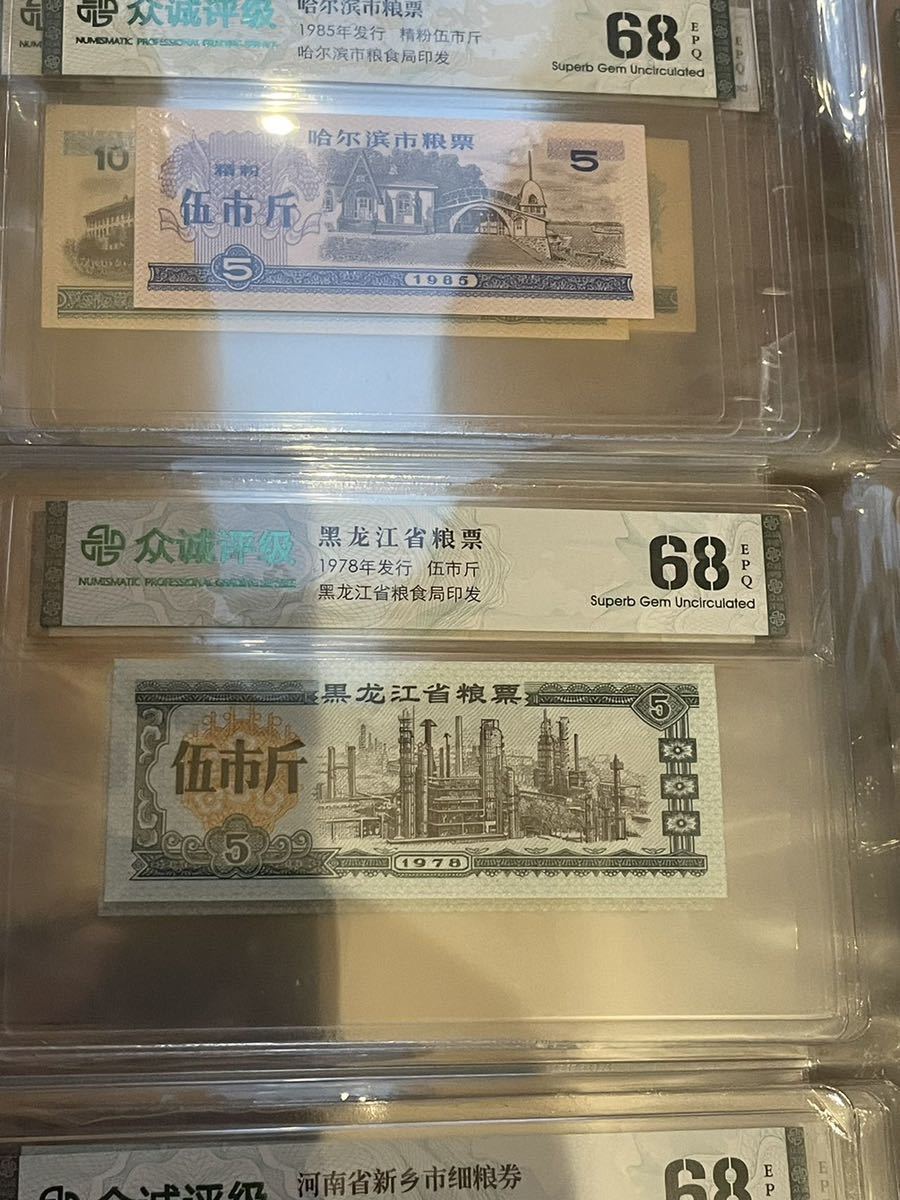 众诚评级
NUMISMATIC PROFESSIONAL GRADING SERVICE
哈尔滨市粮票
1985年发行 精粉伍市斤
哈尔滨市粮食局印发
68
EPQ
Superb Gem Uncirculated
10
哈尔滨市粮票
5
精粉
伍市斤
5
1985
众诚评级
NUMISMATIC PROFESSIONAL GRADING SERVICE
黑龙江省粮票
1978年发行 伍市斤
黑龙江省粮食局印发
68
EPQ
Superb Gem Uncirculated
黑龙江省粮票
5
伍市斤
5
1978
众诚评级
河南省新乡市细粮券
68
EP